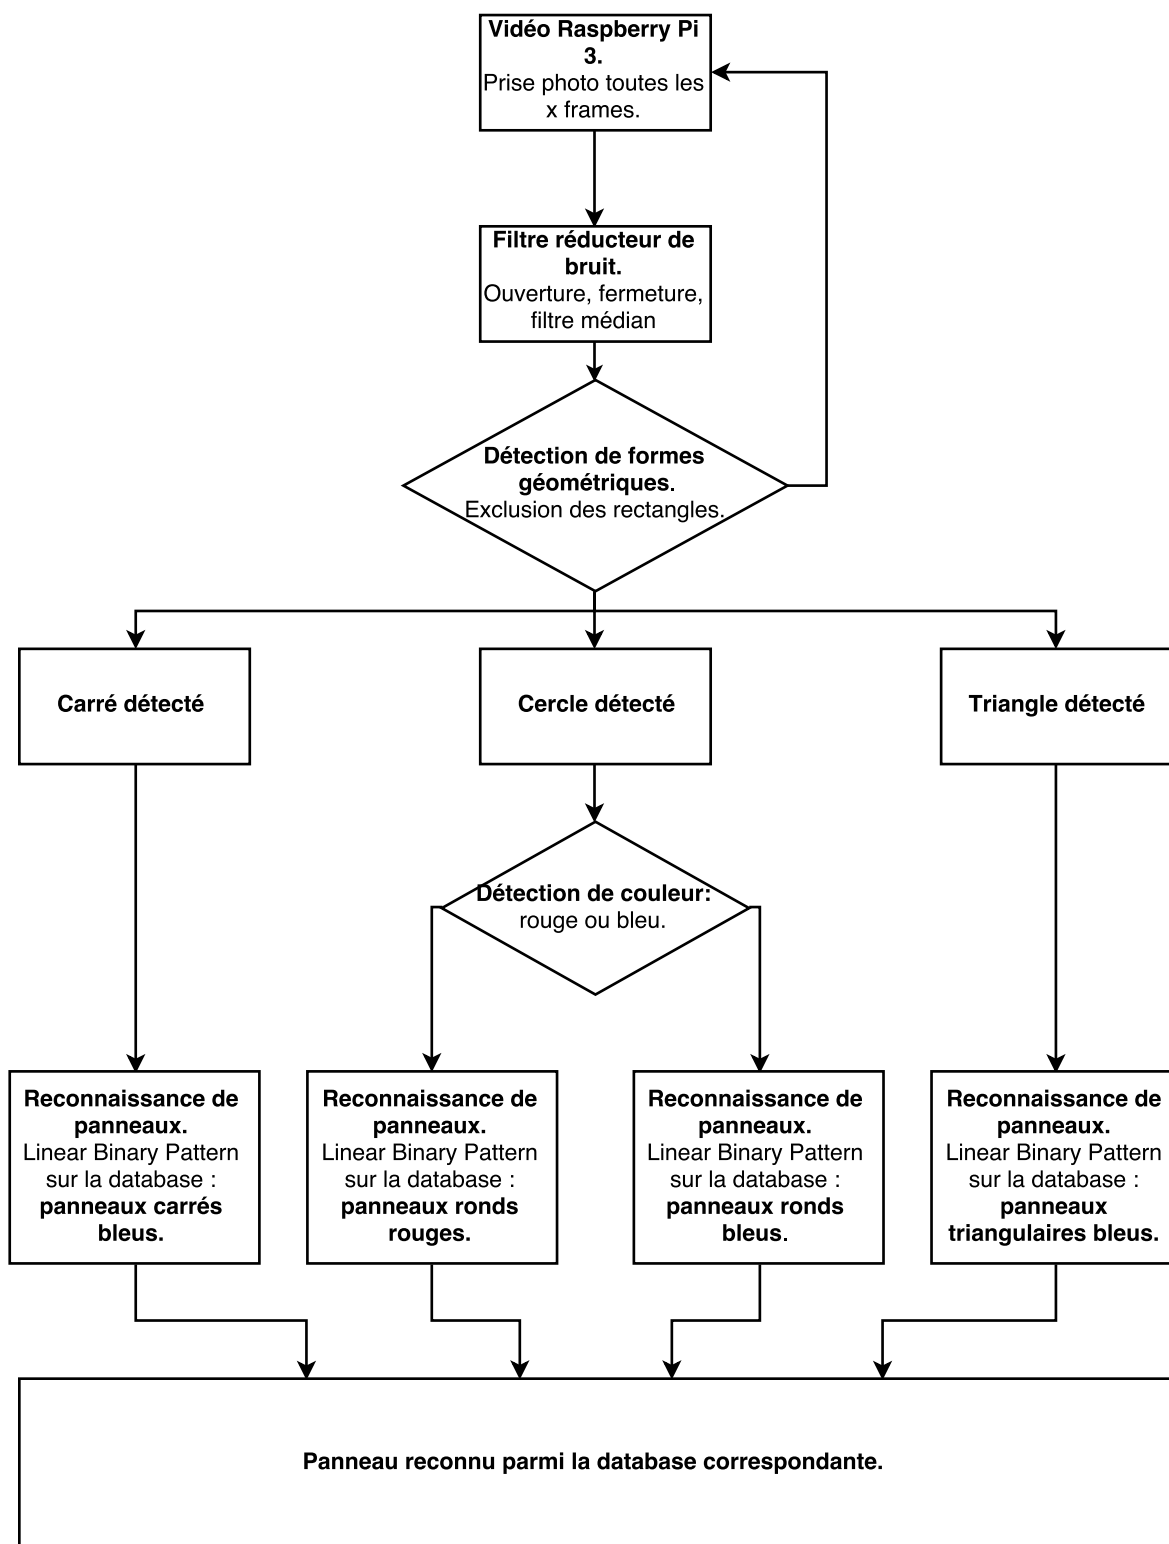 Vidéo Raspberry Pi
3.
Prise photo toutes les
x frames.
Filtre réducteur de
bruit.
Ouverture, fermeture,
filtre médian
Détection de formes
géométriques.
Exclusion des rectangles.
Carré détecté
Cercle détecté
Triangle détecté
Détection de couleur:
rouge ou bleu.
Reconnaissance de
panneaux.
Linear Binary Pattern
sur la database :
panneaux carrés
bleus.
Reconnaissance de
panneaux.
Linear Binary Pattern
sur la database :
panneaux ronds
rouges.
Reconnaissance de
panneaux.
Linear Binary Pattern
sur la database :
panneaux ronds
bleus.
Reconnaissance de
panneaux.
Linear Binary Pattern
sur la database :
panneaux
triangulaires bleus.
Panneau reconnu parmi la database correspondante.